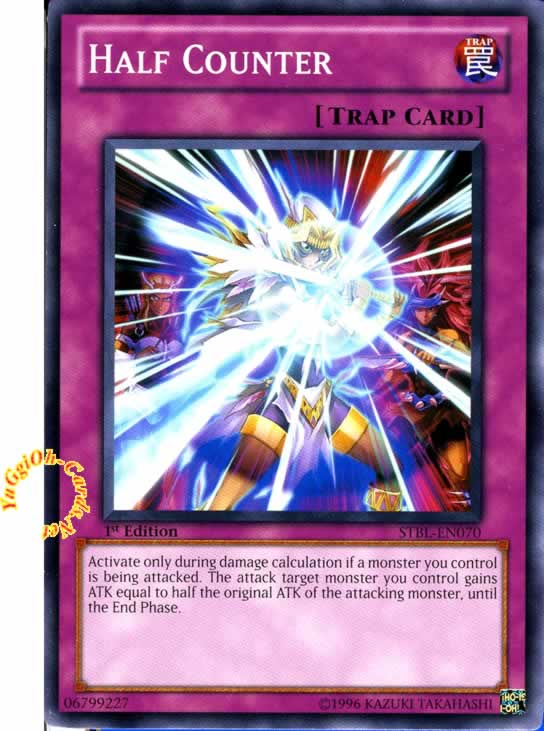 HALF COUNTER
TRAP
罠
[TRAP CARD]
YuGgiOh-Cards.Net
1st Edition
STBL-EN070
Activate only during damage calculation if a monster you control
is being attacked. The attack target monster you control gains
ATK equal to half the original ATK of the attacking monster, until
the End Phase.
06799227
©1996 KAZUKI TAKAHASHI